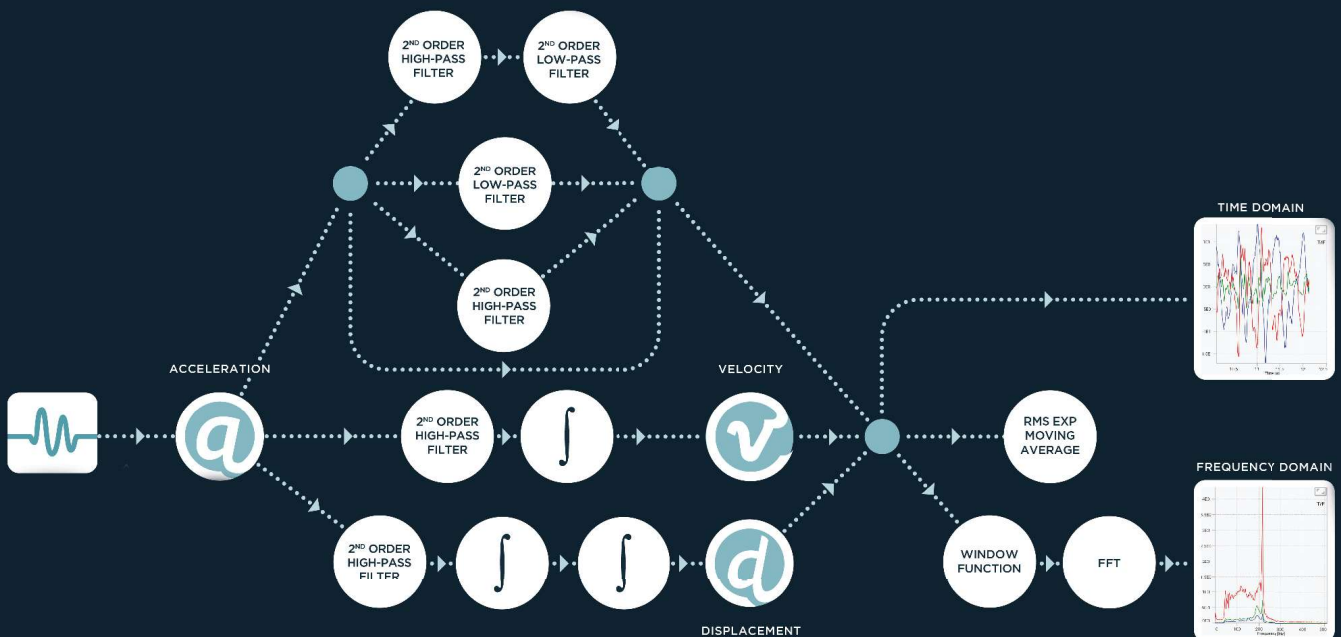 2ND ORDER
HIGH-PASS
FILTER
2ND ORDER
LOW-PASS
FILTER
2ND ORDER
LOW-PASS
FILTER
2ND ORDER
HIGH-PASS
FILTER
TIME DOMAIN
T/F
ACCELERATION
VELOCITY
a
2ND ORDER
HIGH-PASS
FILTER
∫
v
RMS EXP
MOVING
AVERAGE
2ND ORDER
HIGH-PASS
FILTER
∫
∫
d
DISPLACEMENT
WINDOW
FUNCTION
FFT
FREQUENCY DOMAIN
T/F
Frequency [Hz]